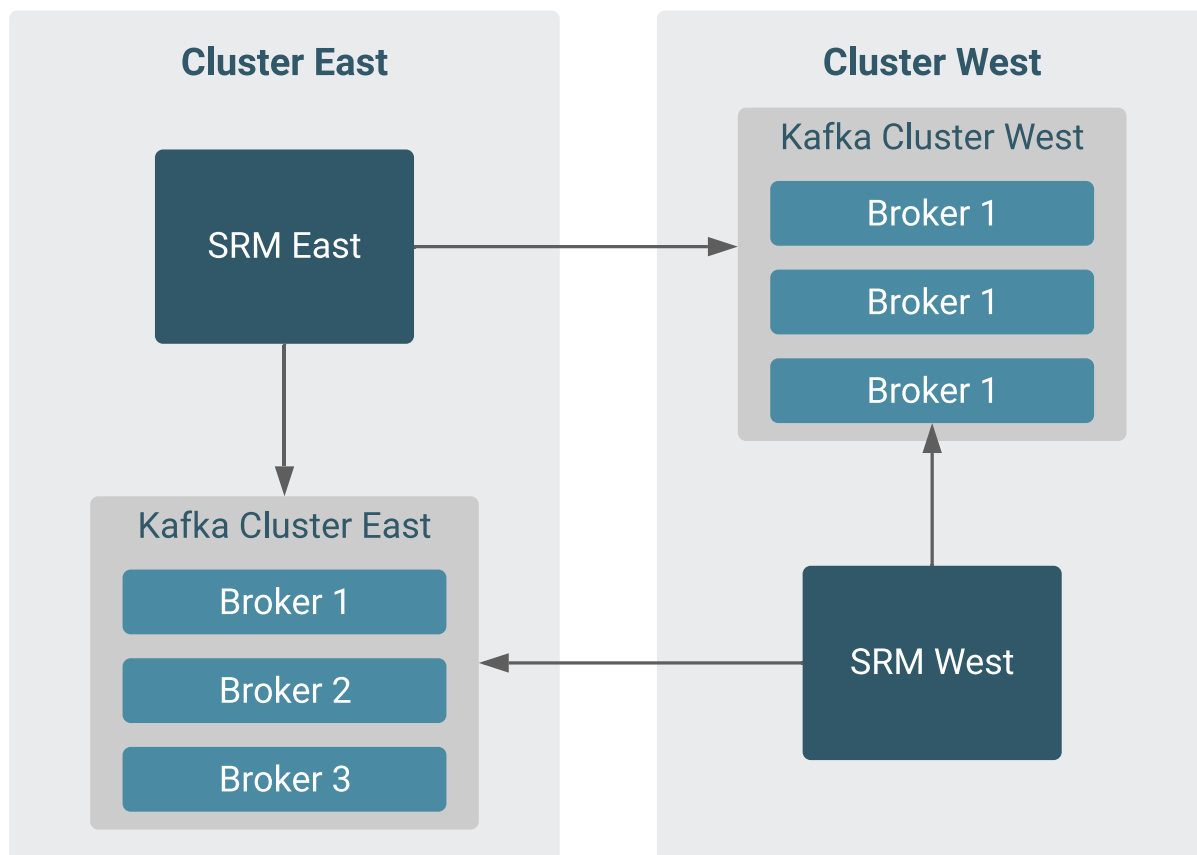 Cluster East
SRM East
Kafka Cluster East
Broker 1
Broker 2
Broker 3
Cluster West
Kafka Cluster West
Broker 1
Broker 1
Broker 1
SRM West